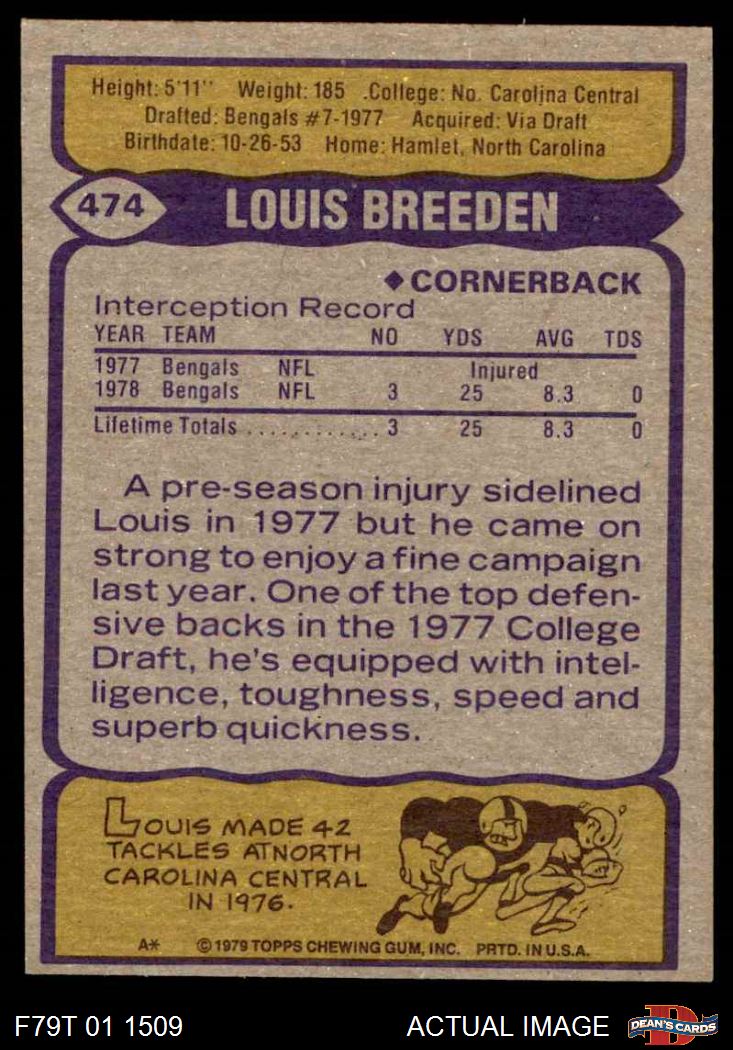 Height: 5'11" Weight: 185 .College: No. Carolina Central
Drafted: Bengals #7-1977 Acquired: Via Draft
Birthdate: 10-26-53 Home: Hamlet, North Carolina
474 LOUIS BREEDEN
◆CORNERBACK
Interception Record
YEAR TEAM NO YDS AVG TDS
1977 Bengals NFL Injured
1978 Bengals NFL 3 25 8.3 0
Lifetime Totals ............. 3 25 8.3 0
A pre-season injury sidelined
Louis in 1977 but he came on
strong to enjoy a fine campaign
last year. One of the top defen-
sive backs in the 1977 College
Draft, he's equipped with intel-
ligence, toughness, speed and
superb quickness.
LOUIS MADE 42
TACKLES AT NORTH
CAROLINA CENTRAL
IN 1976.
A* ©1979 TOPPS CHEWING GUM, INC. PRTD. IN U.S.A.
F79T 01 1509 ACTUAL IMAGE D DEAN'S CARDS